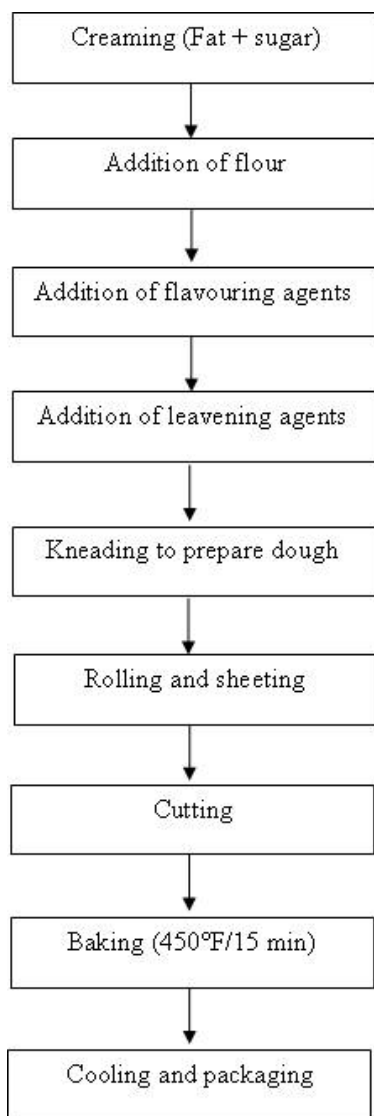 Creaming (Fat + sugar)
Addition of flour
Addition of flavouring agents
Addition of leavening agents
Kneading to prepare dough
Rolling and sheeting
Cutting
Baking (450°F/15 min)
Cooling and packaging